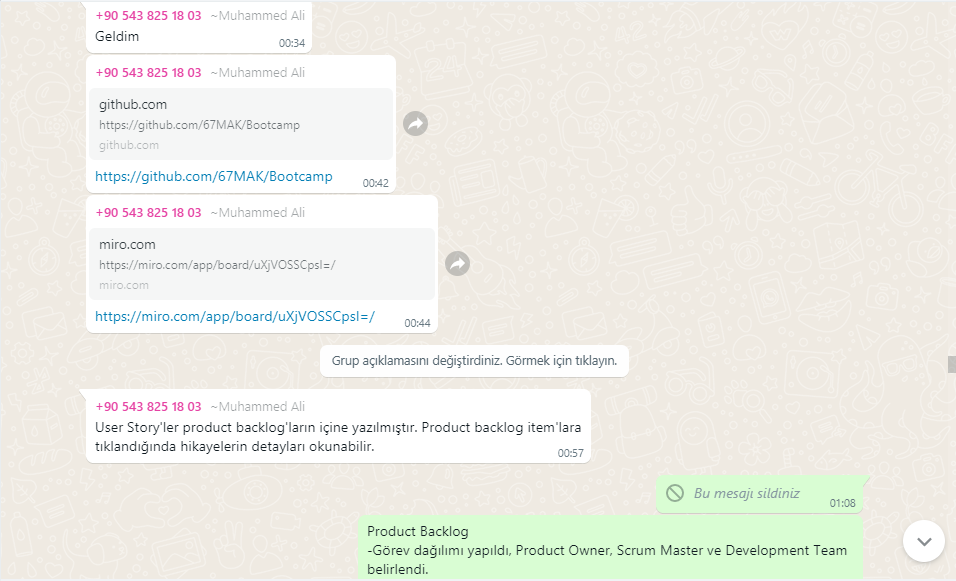 +90 543 825 18 03 ~Muhammed Ali
Geldim
00:34
+90 543 825 18 03 ~Muhammed Ali
github.com
https://github.com/67MAK/Bootcamp
github.com
https://github.com/67MAK/Bootcamp
00:42
+90 543 825 18 03 ~Muhammed Ali
miro.com
https://miro.com/app/board/uXjVOSSCpsI=/
miro.com
https://miro.com/app/board/uXjVOSSCpsI=/
00:44
Grup açıklamasını değiştirdiniz. Görmek için tıklayın.
+90 543 825 18 03 ~Muhammed Ali
User Story'ler product backlog'ların içine yazılmıştır. Product backlog item'lara
tıklandığında hikayelerin detayları okunabilir.
00:57
Bu mesajı sildiniz
01:08
Product Backlog
-Görev dağılımı yapıldı, Product Owner, Scrum Master ve Development Team
belirlendi.